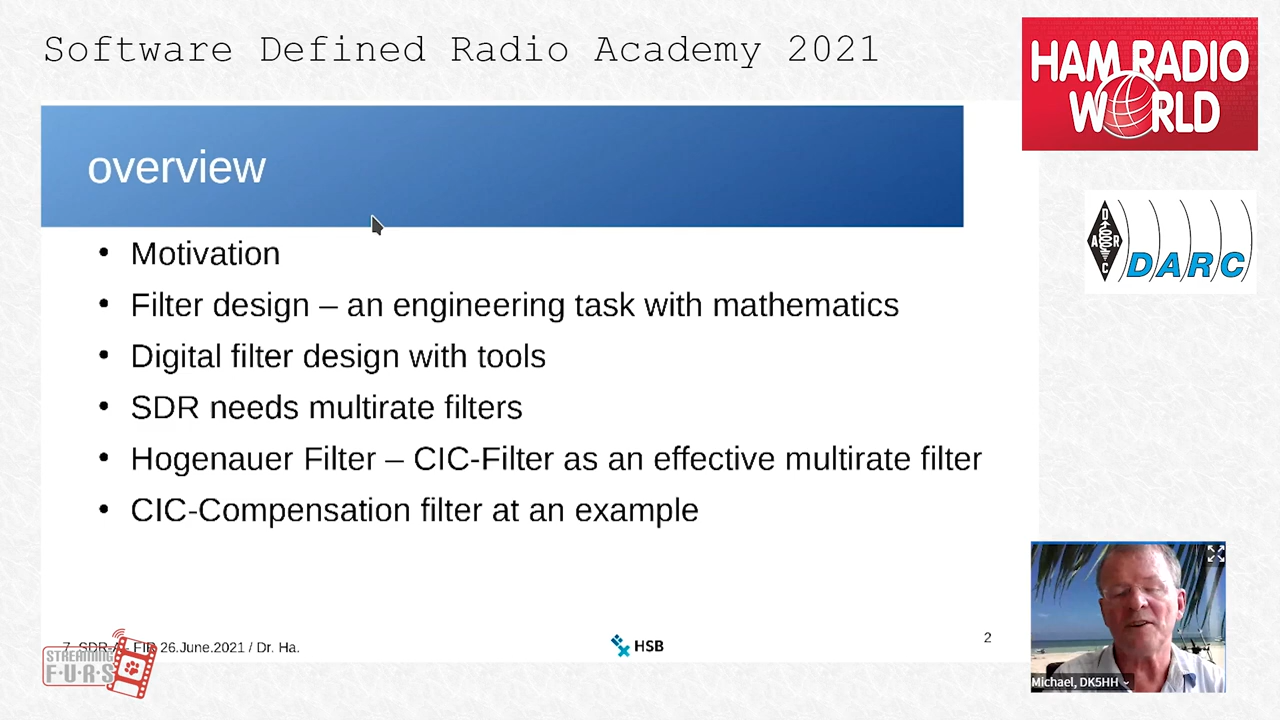 Software Defined Radio Academy 2021
HAM RADIO
WORLD
overview
DARC
DARC
• Motivation
• Filter design – an engineering task with mathematics
• Digital filter design with tools
• SDR needs multirate filters
• Hogenauer Filter – CIC-Filter as an effective multirate filter
• CIC-Compensation filter at an example
26.June.2021 / Dr. Ha.
HSB
2
STREAMING
F·U·R·S
Michael, DK5HH